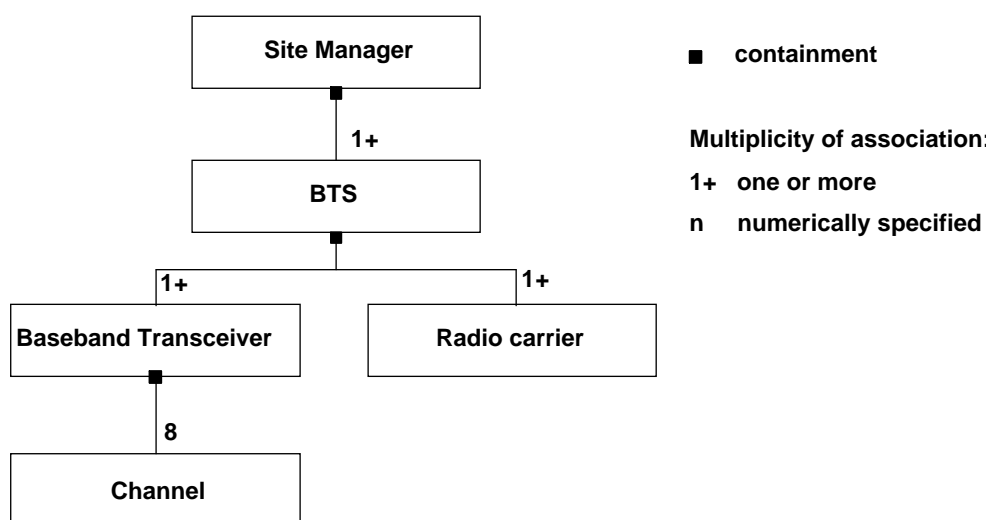 Site Manager
containment
1+
Multiplicity of association:
1+ one or more
BTS
n numerically specified
1+
1+
Baseband Transceiver
Radio carrier
8
Channel